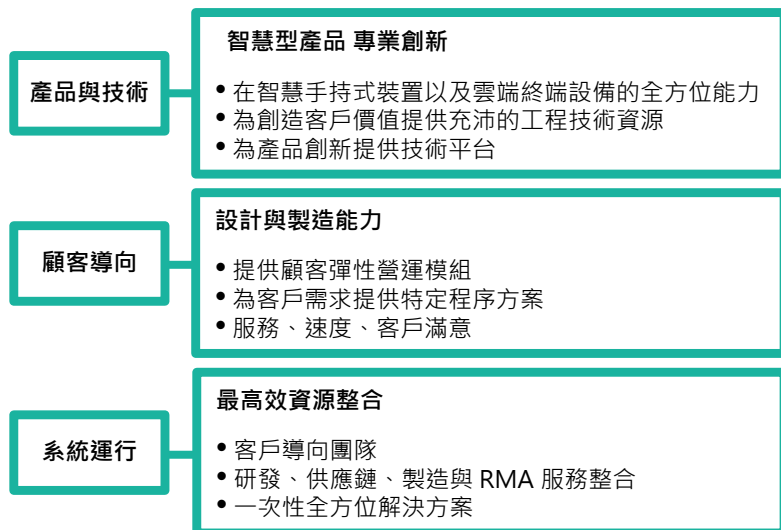 產品與技術
智慧型產品 專業創新
• 在智慧手持式裝置以及雲端終端設備的全方位能力
• 為創造客戶價值提供充沛的工程技術資源
• 為產品創新提供技術平台
顧客導向
設計與製造能力
• 提供顧客彈性營運模組
• 為客戶需求提供特定程序方案
• 服務、速度、客戶滿意
系統運行
最高效資源整合
• 客戶導向團隊
• 研發、供應鏈、製造與 RMA 服務整合
• 一次性全方位解決方案